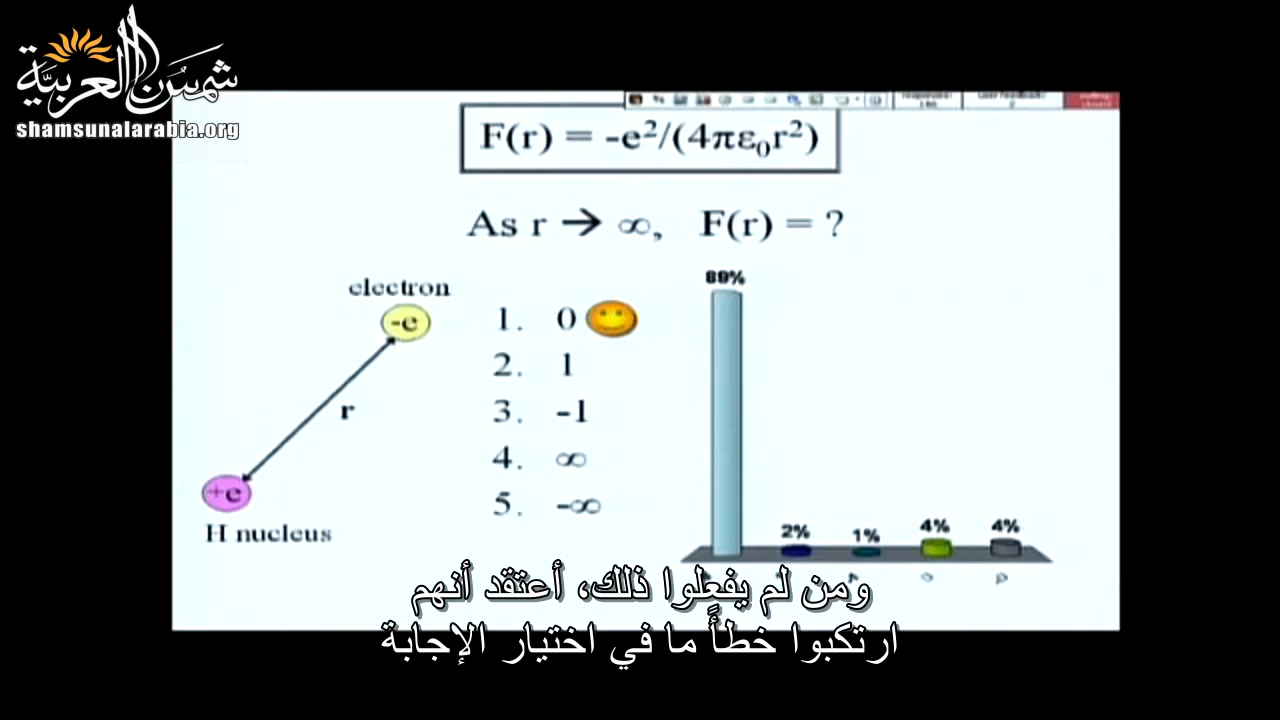 شمس العربية
shamsunalarabia.org
F(r) = -e²/(4πε₀r²)
As r → ∞, F(r) = ?
electron
-e
r
+e
H nucleus
1. 0
2. 1
3. -1
4. ∞
5. -∞
89%
2%
1%
4%
4%
ومن لم يفعلوا ذلك، أعتقد أنهم
ارتكبوا خطأً ما في اختيار الإجابة